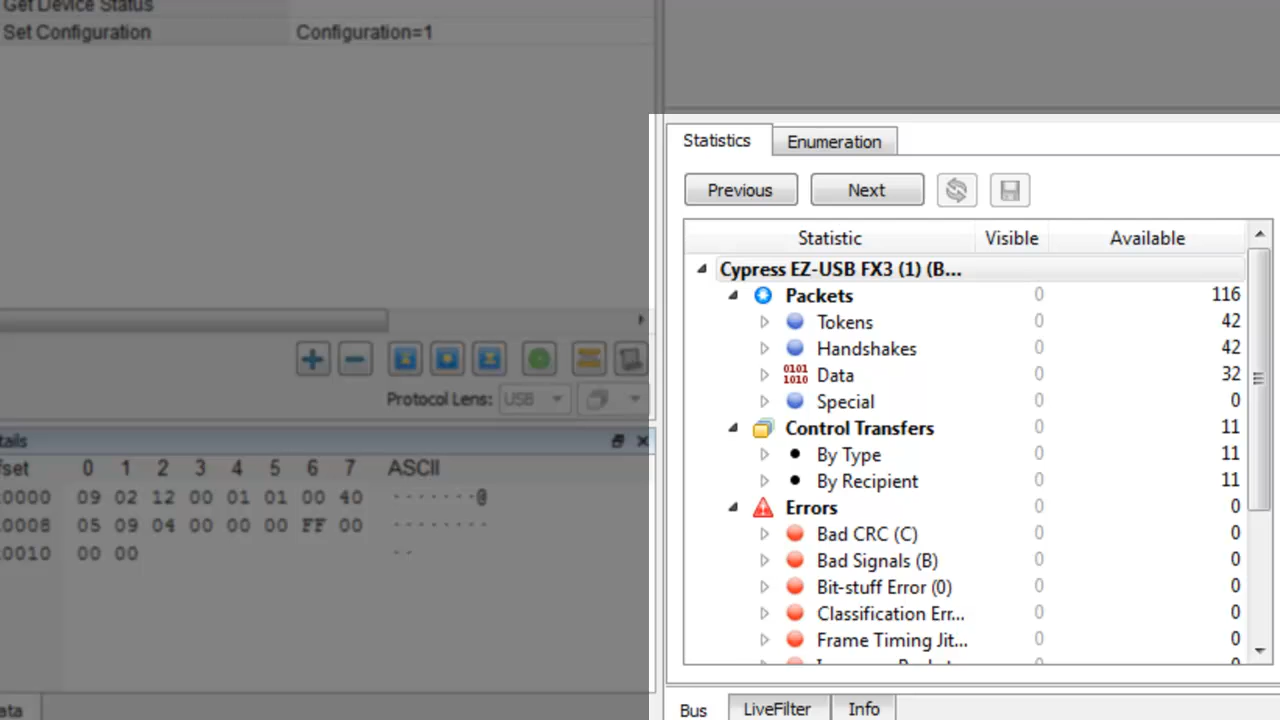 Get Device Status
Set Configuration Configuration=1
Protocol Lens: USB
tails
fset 0 1 2 3 4 5 6 7 ASCII
:0000 09 02 12 00 01 01 00 40 ·······@
:0008 05 09 04 00 00 00 FF 00 ········
:0010 00 00 ··
ata
Statistics Enumeration
Previous Next
Statistic Visible Available
Cypress EZ-USB FX3 (1) (B...
Packets 0 116
Tokens 0 42
Handshakes 0 42
0101 1010 Data 0 32
Special 0 0
Control Transfers 0 11
By Type 0 11
By Recipient 0 11
Errors 0 0
Bad CRC (C) 0 0
Bad Signals (B) 0 0
Bit-stuff Error (0) 0 0
Classification Err... 0 0
Frame Timing Jit... 0 0
Bus LiveFilter Info